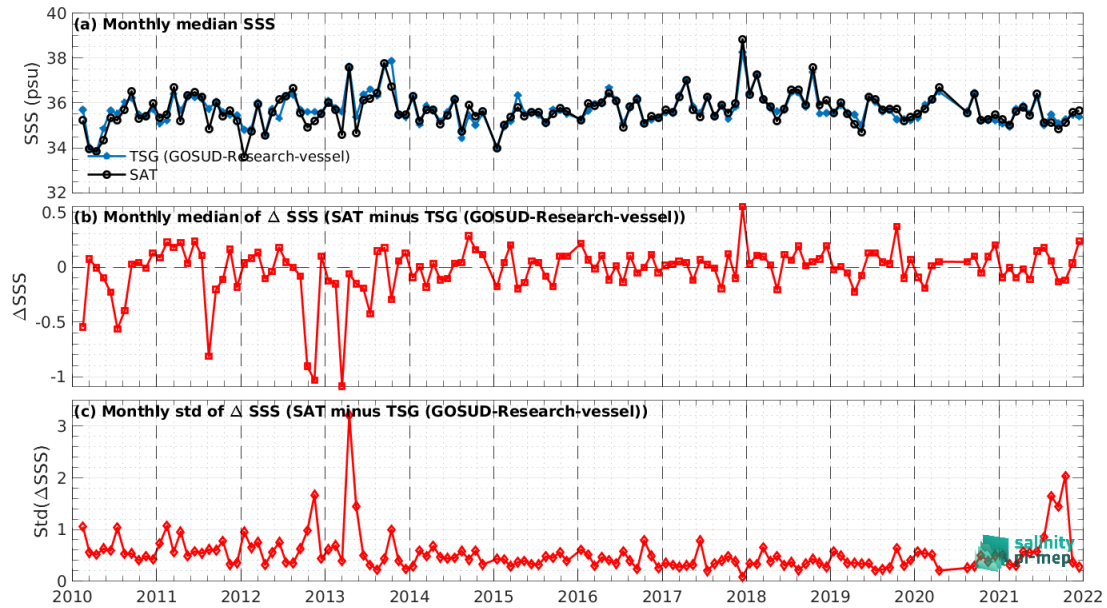 (a) Monthly median SSS
SSS (psu)
40
38
36
34
32
TSG (GOSUD-Research-vessel)
SAT
(b) Monthly median of Δ SSS (SAT minus TSG (GOSUD-Research-vessel))
ΔSSS
0.5
0
-0.5
-1
(c) Monthly std of Δ SSS (SAT minus TSG (GOSUD-Research-vessel))
Std(ΔSSS)
3
2
1
0
salinity
pi-mep
2010 2011 2012 2013 2014 2015 2016 2017 2018 2019 2020 2021 2022